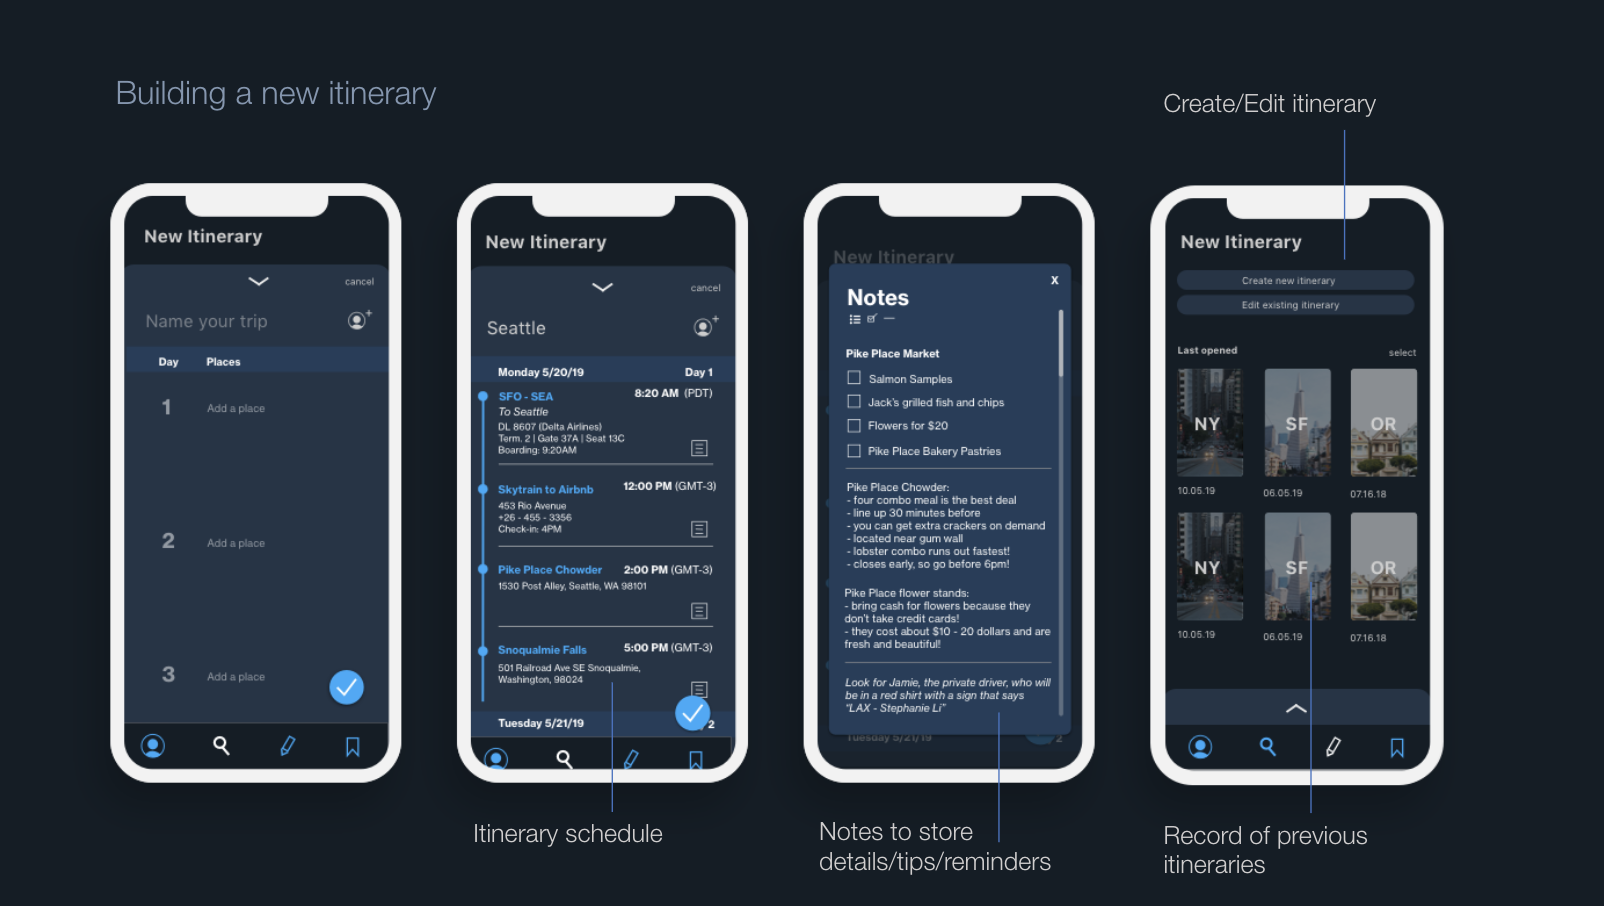 Building a new itinerary
Create/Edit itinerary
New Itinerary
cancel
Name your trip
Day Places
1 Add a place
2 Add a place
3 Add a place
New Itinerary
cancel
Seattle
Monday 5/20/19 Day 1
SFO - SEA 8:20 AM (PDT)
To Seattle
DL 8607 (Delta Airlines)
Term. 2 | Gate 37A | Seat 13C
Boarding: 9:20AM
Skytrain to Airbnb 12:00 PM (GMT-3)
453 Rio Avenue
+26 - 455 - 3356
Check-in: 4PM
Pike Place Chowder 2:00 PM (GMT-3)
1530 Post Alley, Seattle, WA 98101
Snoqualmie Falls 5:00 PM (GMT-3)
501 Railroad Ave SE Snoqualmie,
Washington, 98024
Tuesday 5/21/19 2
Itinerary schedule
New Itinerary
x
Notes
Pike Place Market
Salmon Samples
Jack's grilled fish and chips
Flowers for $20
Pike Place Bakery Pastries
Pike Place Chowder:
- four combo meal is the best deal
- line up 30 minutes before
- you can get extra crackers on demand
- located near gum wall
- lobster combo runs out fastest!
- closes early, so go before 6pm!
Pike Place flower stands:
- bring cash for flowers because they
don't take credit cards!
- they cost about $10 - 20 dollars and are
fresh and beautiful!
Look for Jamie, the private driver, who will
be in a red shirt with a sign that says
"LAX - Stephanie Li"
Tuesday 5/21/19 2
Notes to store
details/tips/reminders
New Itinerary
Create new itinerary
Edit existing itinerary
Last opened select
NY SF OR
10.05.19 06.05.19 07.16.18
NY SF OR
10.05.19 06.05.19 07.16.18
Record of previous
itineraries